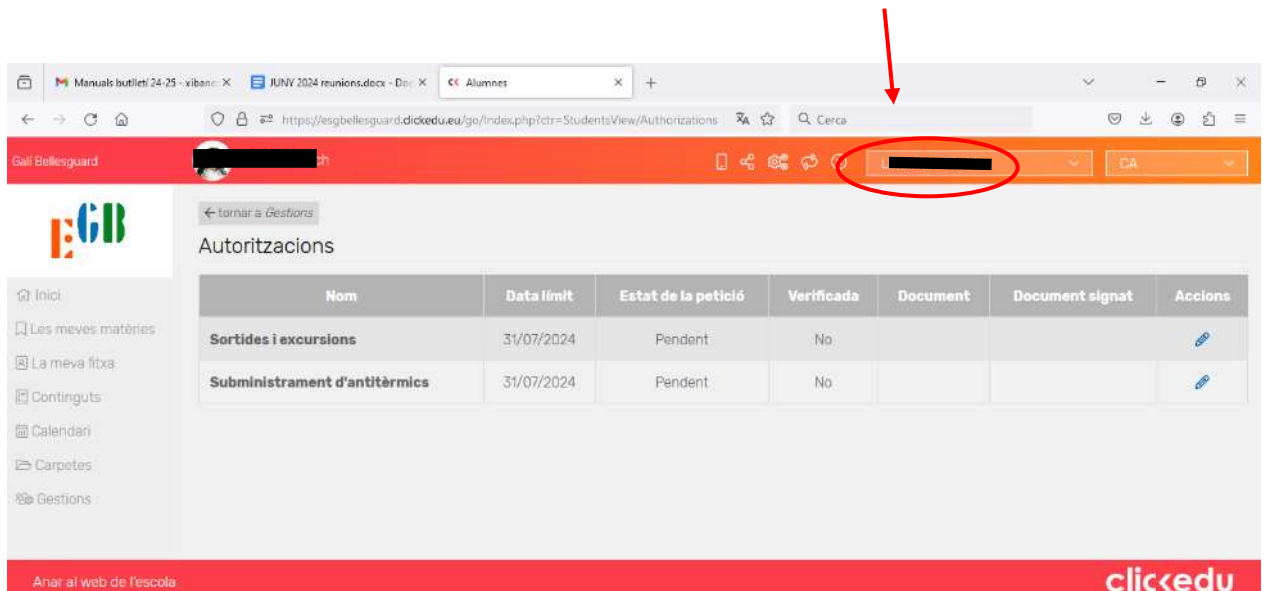 Manuals butlletí 24-25 - xibanc
JUNY 2024 reunions.docx - Doc
Alumnes
https://esgbellesguard.clickedu.eu/go/Index.php?ctr=StudentsView/Authorizations
Cerca
Galí Bellesguard
CA
EGB
← tornar a Gestions
Autoritzacions
Nom Data límit Estat de la petició Verificada Document Document signat Accions
Sortides i excursions 31/07/2024 Pendent No
Subministrament d'antitèrmics 31/07/2024 Pendent No
Inici
Les meves matèries
La meva fitxa
Continguts
Calendari
Carpetes
Gestions
Anar al web de l'escola
clickedu